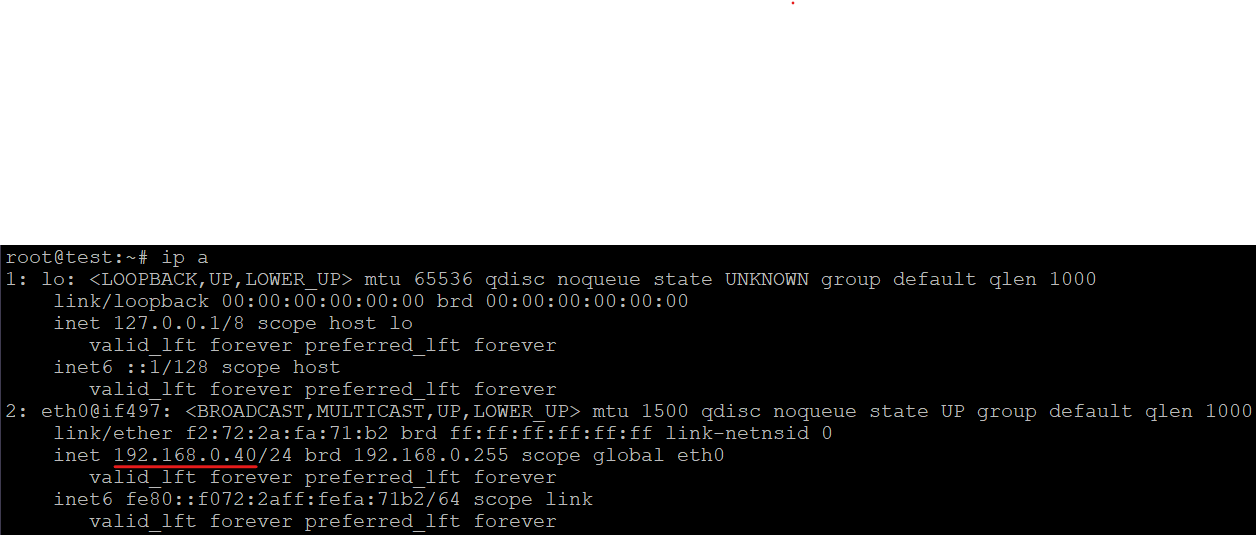 root@test:~# ip a
1: lo: <LOOPBACK,UP,LOWER_UP> mtu 65536 qdisc noqueue state UNKNOWN group default qlen 1000
    link/loopback 00:00:00:00:00:00 brd 00:00:00:00:00:00
    inet 127.0.0.1/8 scope host lo
       valid_lft forever preferred_lft forever
    inet6 ::1/128 scope host
       valid_lft forever preferred_lft forever
2: eth0@if497: <BROADCAST,MULTICAST,UP,LOWER_UP> mtu 1500 qdisc noqueue state UP group default qlen 1000
    link/ether f2:72:2a:fa:71:b2 brd ff:ff:ff:ff:ff:ff link-netnsid 0
    inet 192.168.0.40/24 brd 192.168.0.255 scope global eth0
       valid_lft forever preferred_lft forever
    inet6 fe80::f072:2aff:fefa:71b2/64 scope link
       valid_lft forever preferred_lft forever